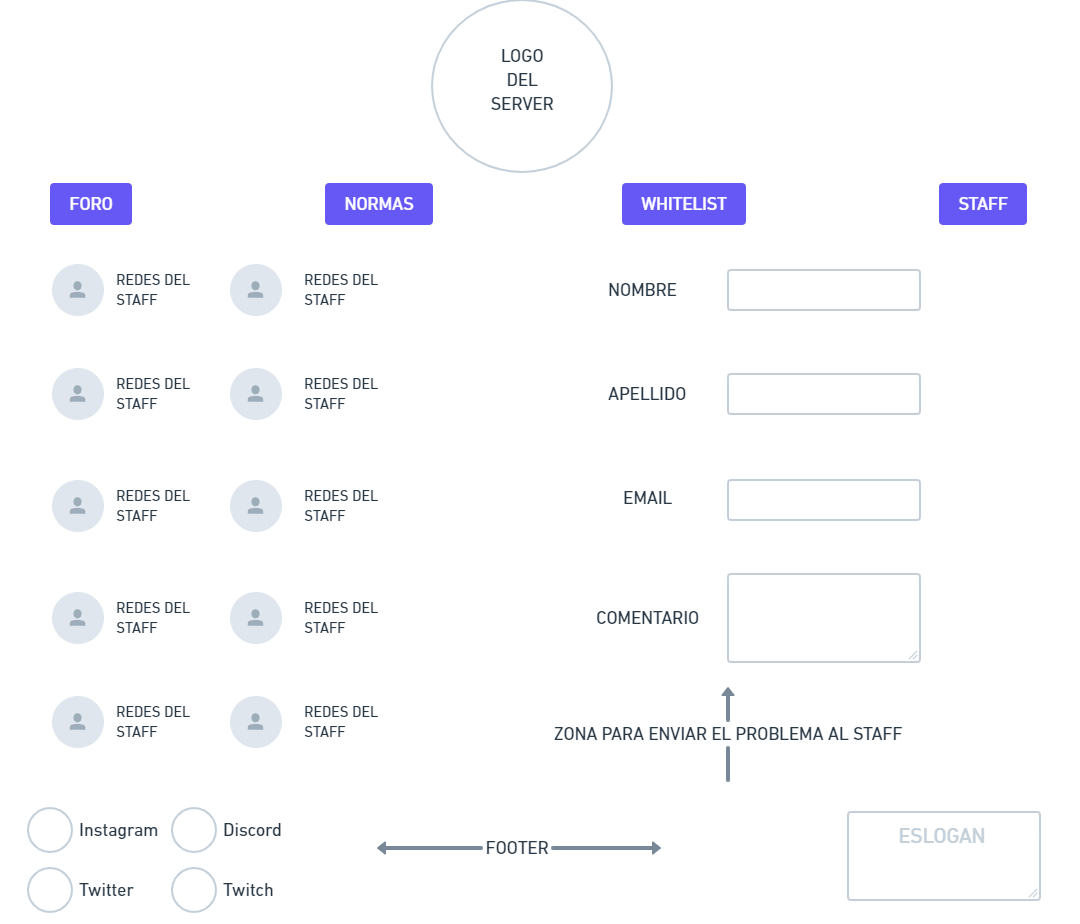 LOGO
DEL
SERVER
FORO
NORMAS
WHITELIST
STAFF
REDES DEL
STAFF
REDES DEL
STAFF
NOMBRE
REDES DEL
STAFF
REDES DEL
STAFF
APELLIDO
REDES DEL
STAFF
REDES DEL
STAFF
EMAIL
REDES DEL
STAFF
REDES DEL
STAFF
COMENTARIO
REDES DEL
STAFF
REDES DEL
STAFF
ZONA PARA ENVIAR EL PROBLEMA AL STAFF
Instagram
Discord
Twitter
Twitch
FOOTER
ESLOGAN